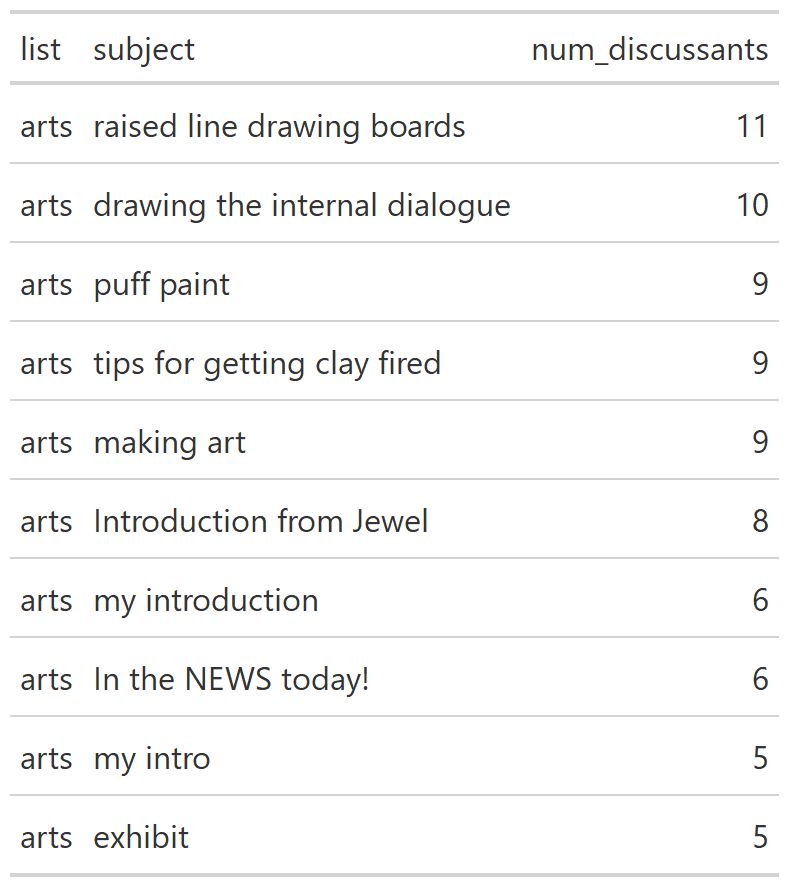 list subject num_discussants
arts raised line drawing boards 11
arts drawing the internal dialogue 10
arts puff paint 9
arts tips for getting clay fired 9
arts making art 9
arts Introduction from Jewel 8
arts my introduction 6
arts In the NEWS today! 6
arts my intro 5
arts exhibit 5